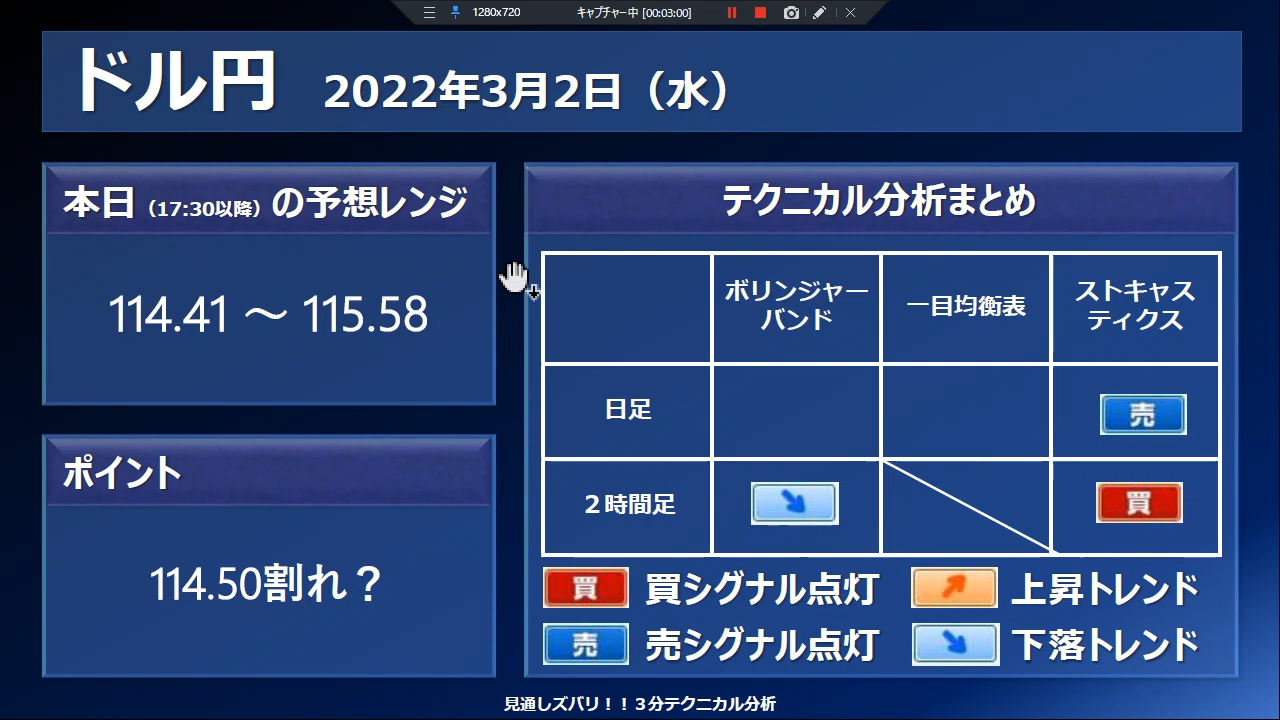 1280x720 キャプチャー中 [00:03:00]
ドル円 2022年3月2日（水）
本日（17:30以降）の予想レンジ
114.41 ～ 115.58
ポイント
114.50割れ？
テクニカル分析まとめ
ボリンジャー
バンド
一目均衡表
ストキャス
ティクス
日足
売
２時間足
買
買 買シグナル点灯
上昇トレンド
売 売シグナル点灯
下落トレンド
見通しズバリ！！３分テクニカル分析